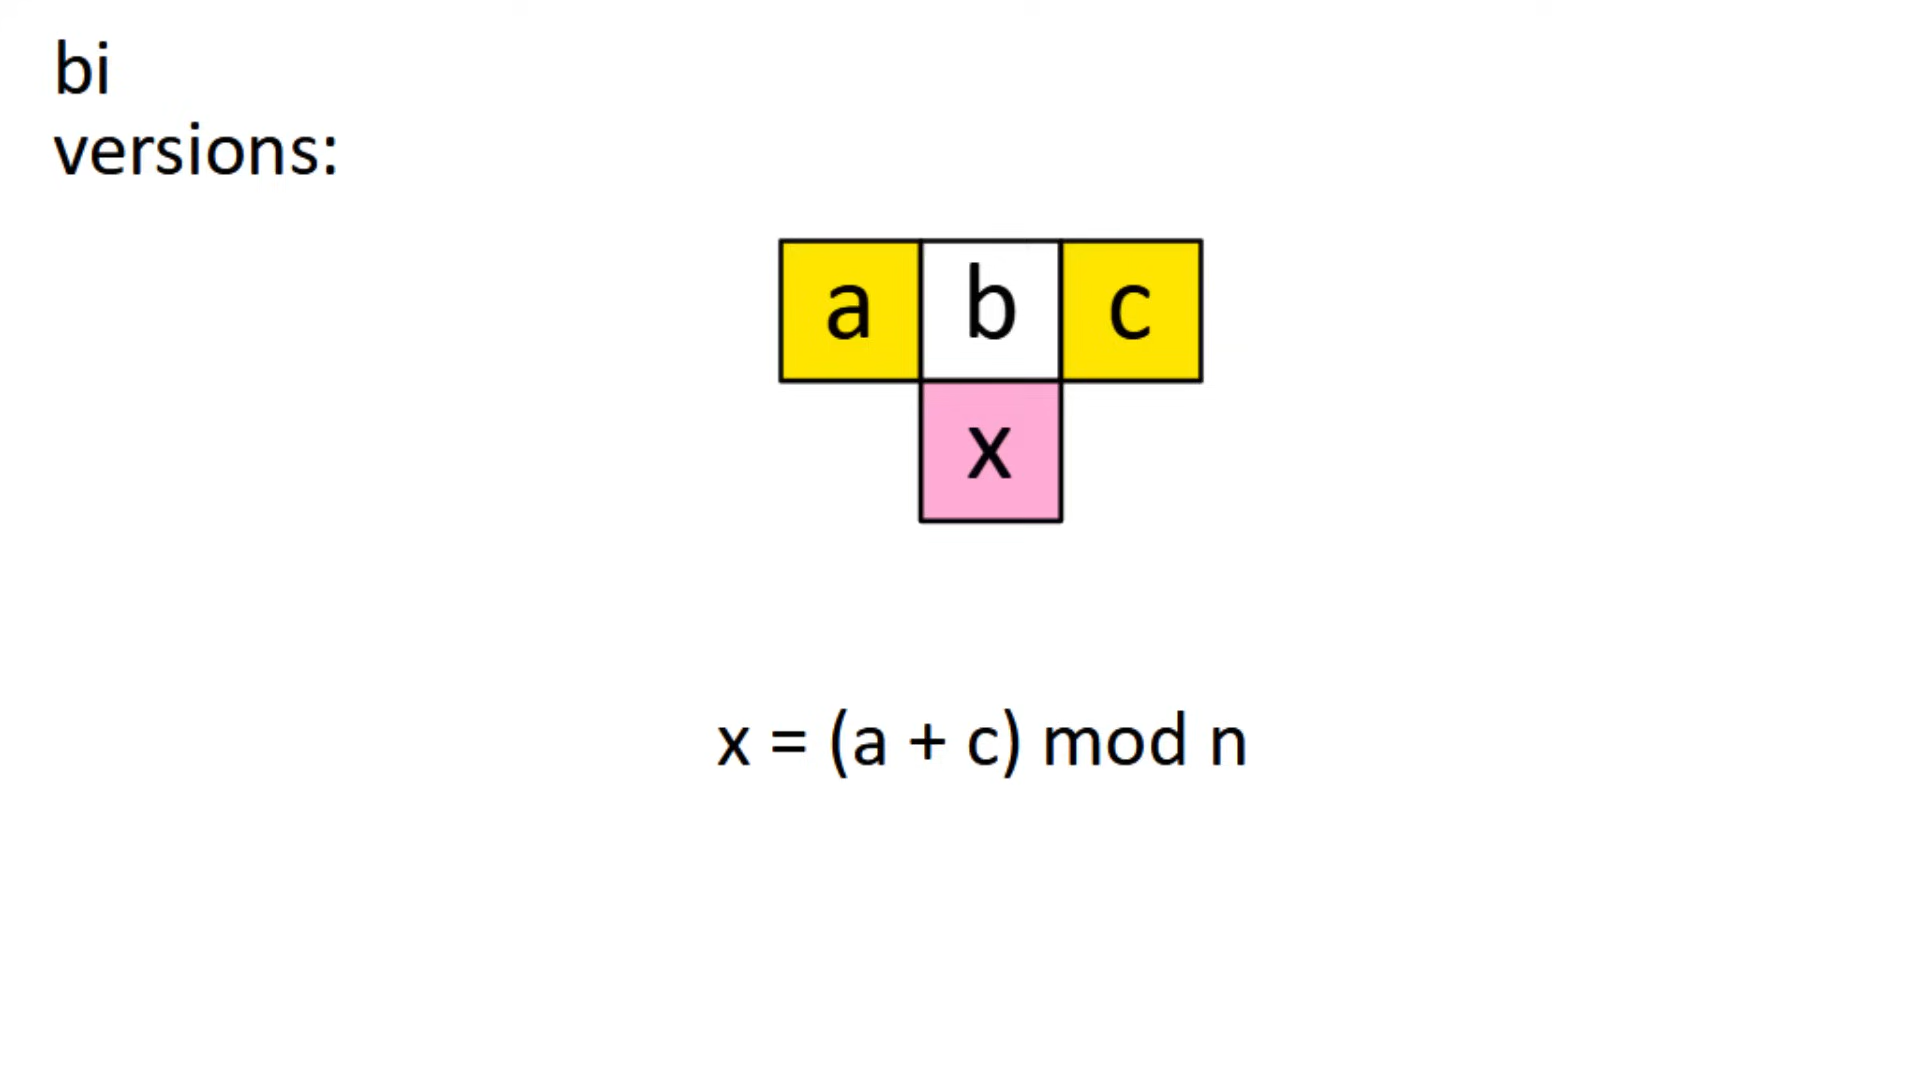 bi
versions:
a b c
x
x = (a + c) mod n